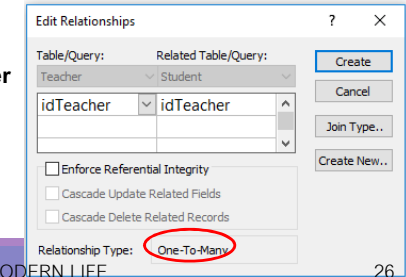 Edit Relationships ? ×
Table/Query: Related Table/Query:
Teacher Student
Create
er
idTeacher idTeacher
Cancel
Join Type..
Enforce Referential Integrity
Create New..
Cascade Update Related Fields
Cascade Delete Related Records
Relationship Type: One-To-Many
ODERN LIFE 26